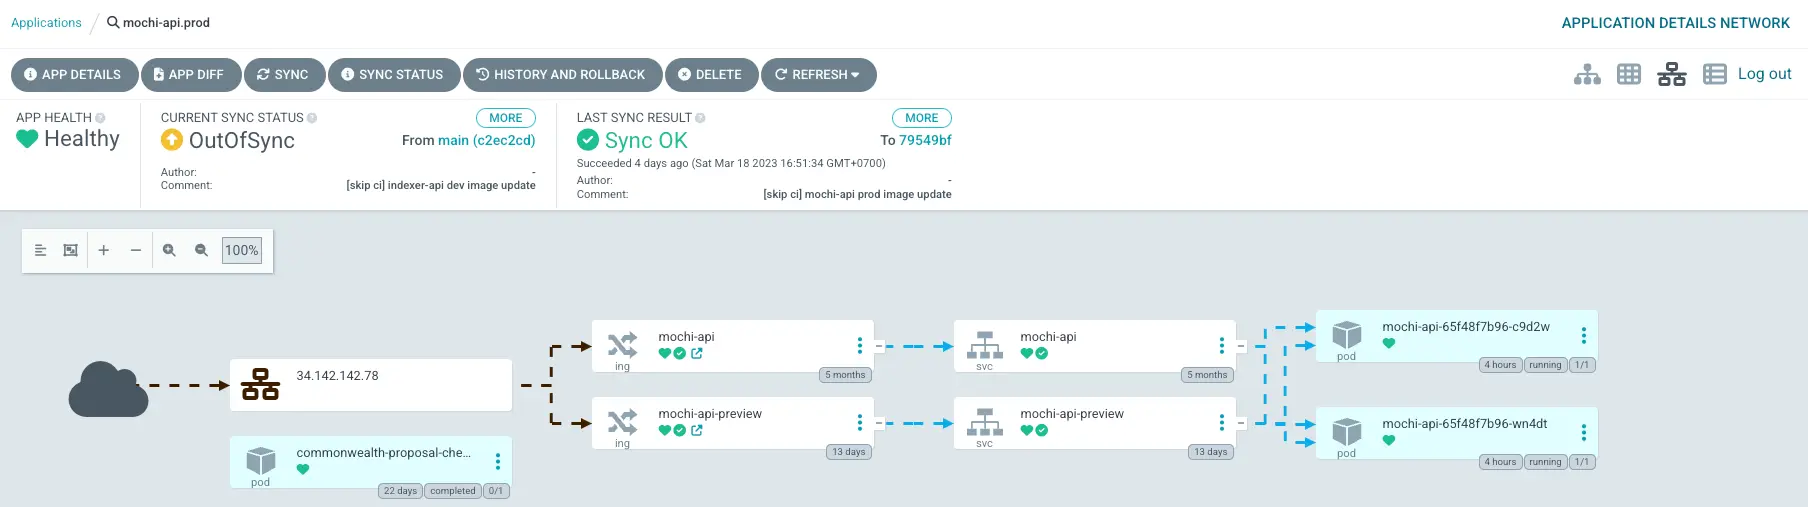 Applications / mochi-api.prod
APPLICATION DETAILS NETWORK
APP DETAILS APP DIFF SYNC SYNC STATUS HISTORY AND ROLLBACK DELETE REFRESH
Log out
APP HEALTH
Healthy
CURRENT SYNC STATUS MORE
OutOfSync From main (c2ec2cd)
Author: -
Comment: [skip ci] indexer-api dev image update
LAST SYNC RESULT MORE
Sync OK To 79549bf
Succeeded 4 days ago (Sat Mar 18 2023 16:51:34 GMT+0700)
Author: -
Comment: [skip ci] mochi-api prod image update
100%
34.142.142.78
commonwealth-proposal-che...
pod
22 days completed 0/1
mochi-api
ing
5 months
mochi-api-preview
ing
13 days
mochi-api
svc
5 months
mochi-api-preview
svc
13 days
mochi-api-65f48f7b96-c9d2w
pod
4 hours running 1/1
mochi-api-65f48f7b96-wn4dt
pod
4 hours running 1/1